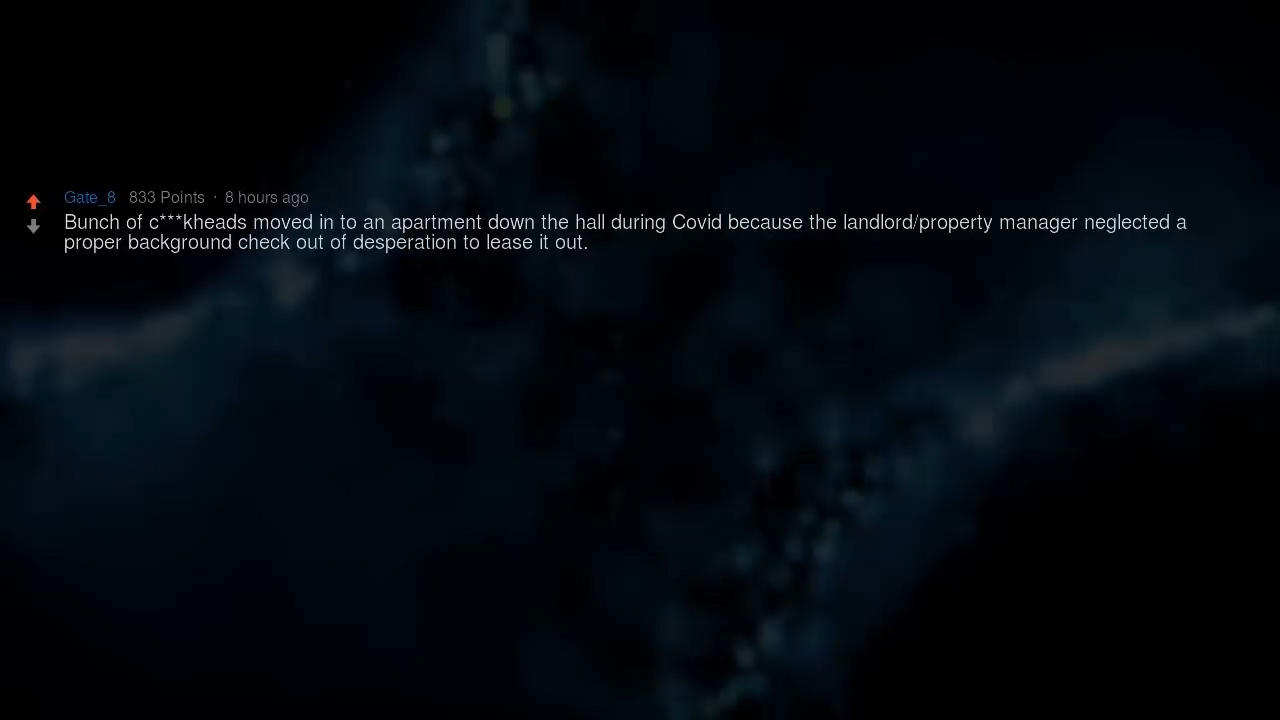 Gate_8 833 Points · 8 hours ago
Bunch of c***kheads moved in to an apartment down the hall during Covid because the landlord/property manager neglected a
proper background check out of desperation to lease it out.